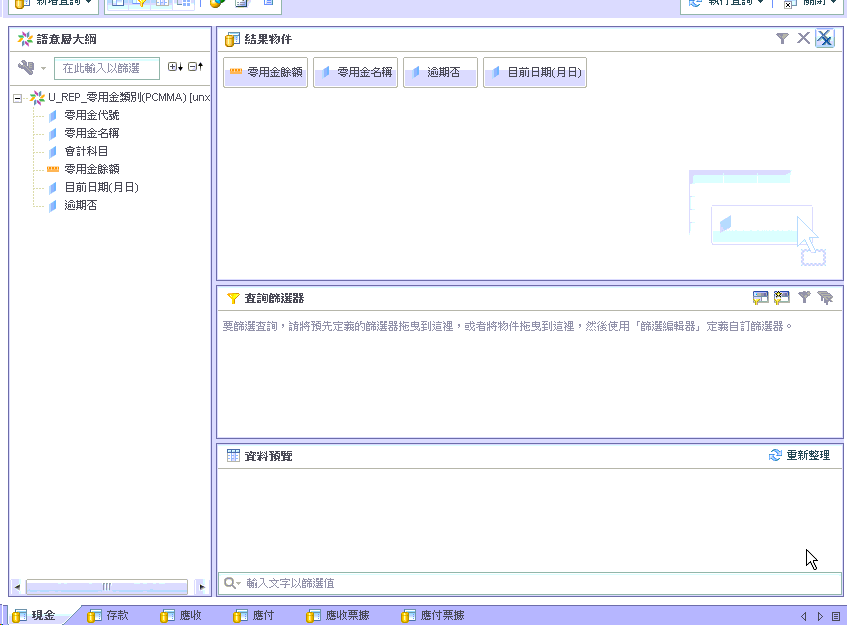 新增查詢
執行查詢
關閉
語意層大綱
在此輸入以篩選
U_REP_零用金類別(PCMMA) [unx
零用金代號
零用金名稱
會計科目
零用金餘額
目前日期(月日)
逾期否
結果物件
零用金餘額 零用金名稱 逾期否 目前日期(月日)
查詢篩選器
要篩選查詢，請將預先定義的篩選器拖曳到這裡，或者將物件拖曳到這裡，然後使用「篩選編輯器」定義自訂篩選器。
資料預覽
重新整理
輸入文字以篩選值
現金 存款 應收 應付 應收票據 應付票據